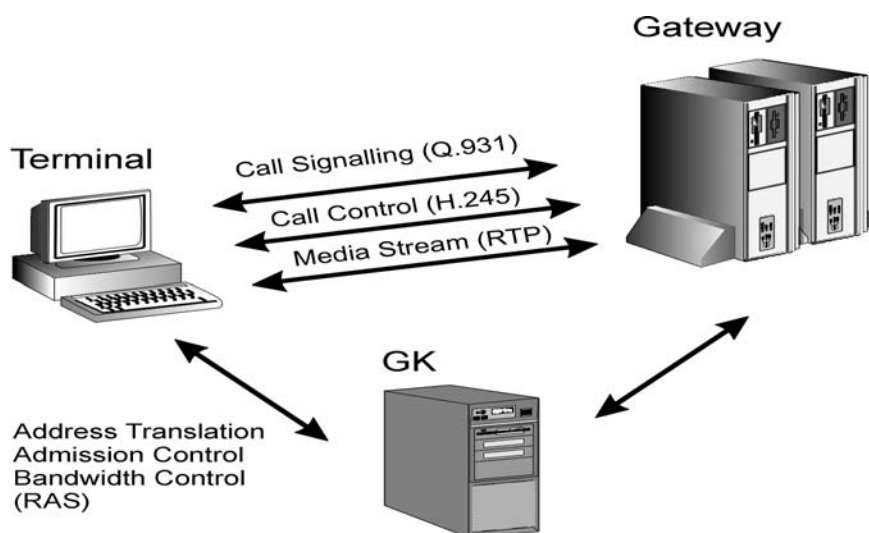 Gateway
Terminal
Call Signalling (Q.931)
Call Control (H.245)
Media Stream (RTP)
GK
Address Translation
Admission Control
Bandwidth Control
(RAS)